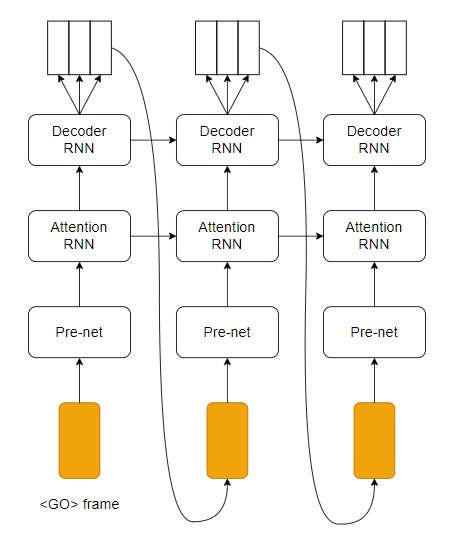 Decoder
RNN
Decoder
RNN
Decoder
RNN
Attention
RNN
Attention
RNN
Attention
RNN
Pre-net
Pre-net
Pre-net
<GO> frame